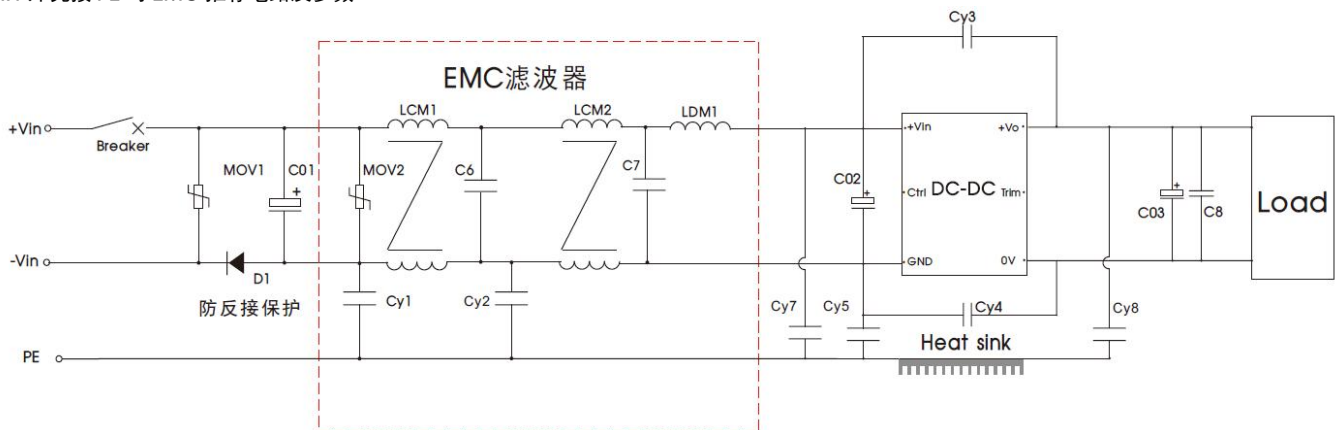 Cy3
EMC滤波器
LCM1
LCM2
LDM1
+Vin
Breaker
+Vin
+Vo
MOV1
C01
+
MOV2
C6
C7
C02
+
Ctrl
DC-DC
Trim
C03
+
C8
Load
-Vin
D1
GND
0V
防反接保护
Cy1
Cy2
Cy7
Cy5
Cy4
Cy8
PE
Heat sink